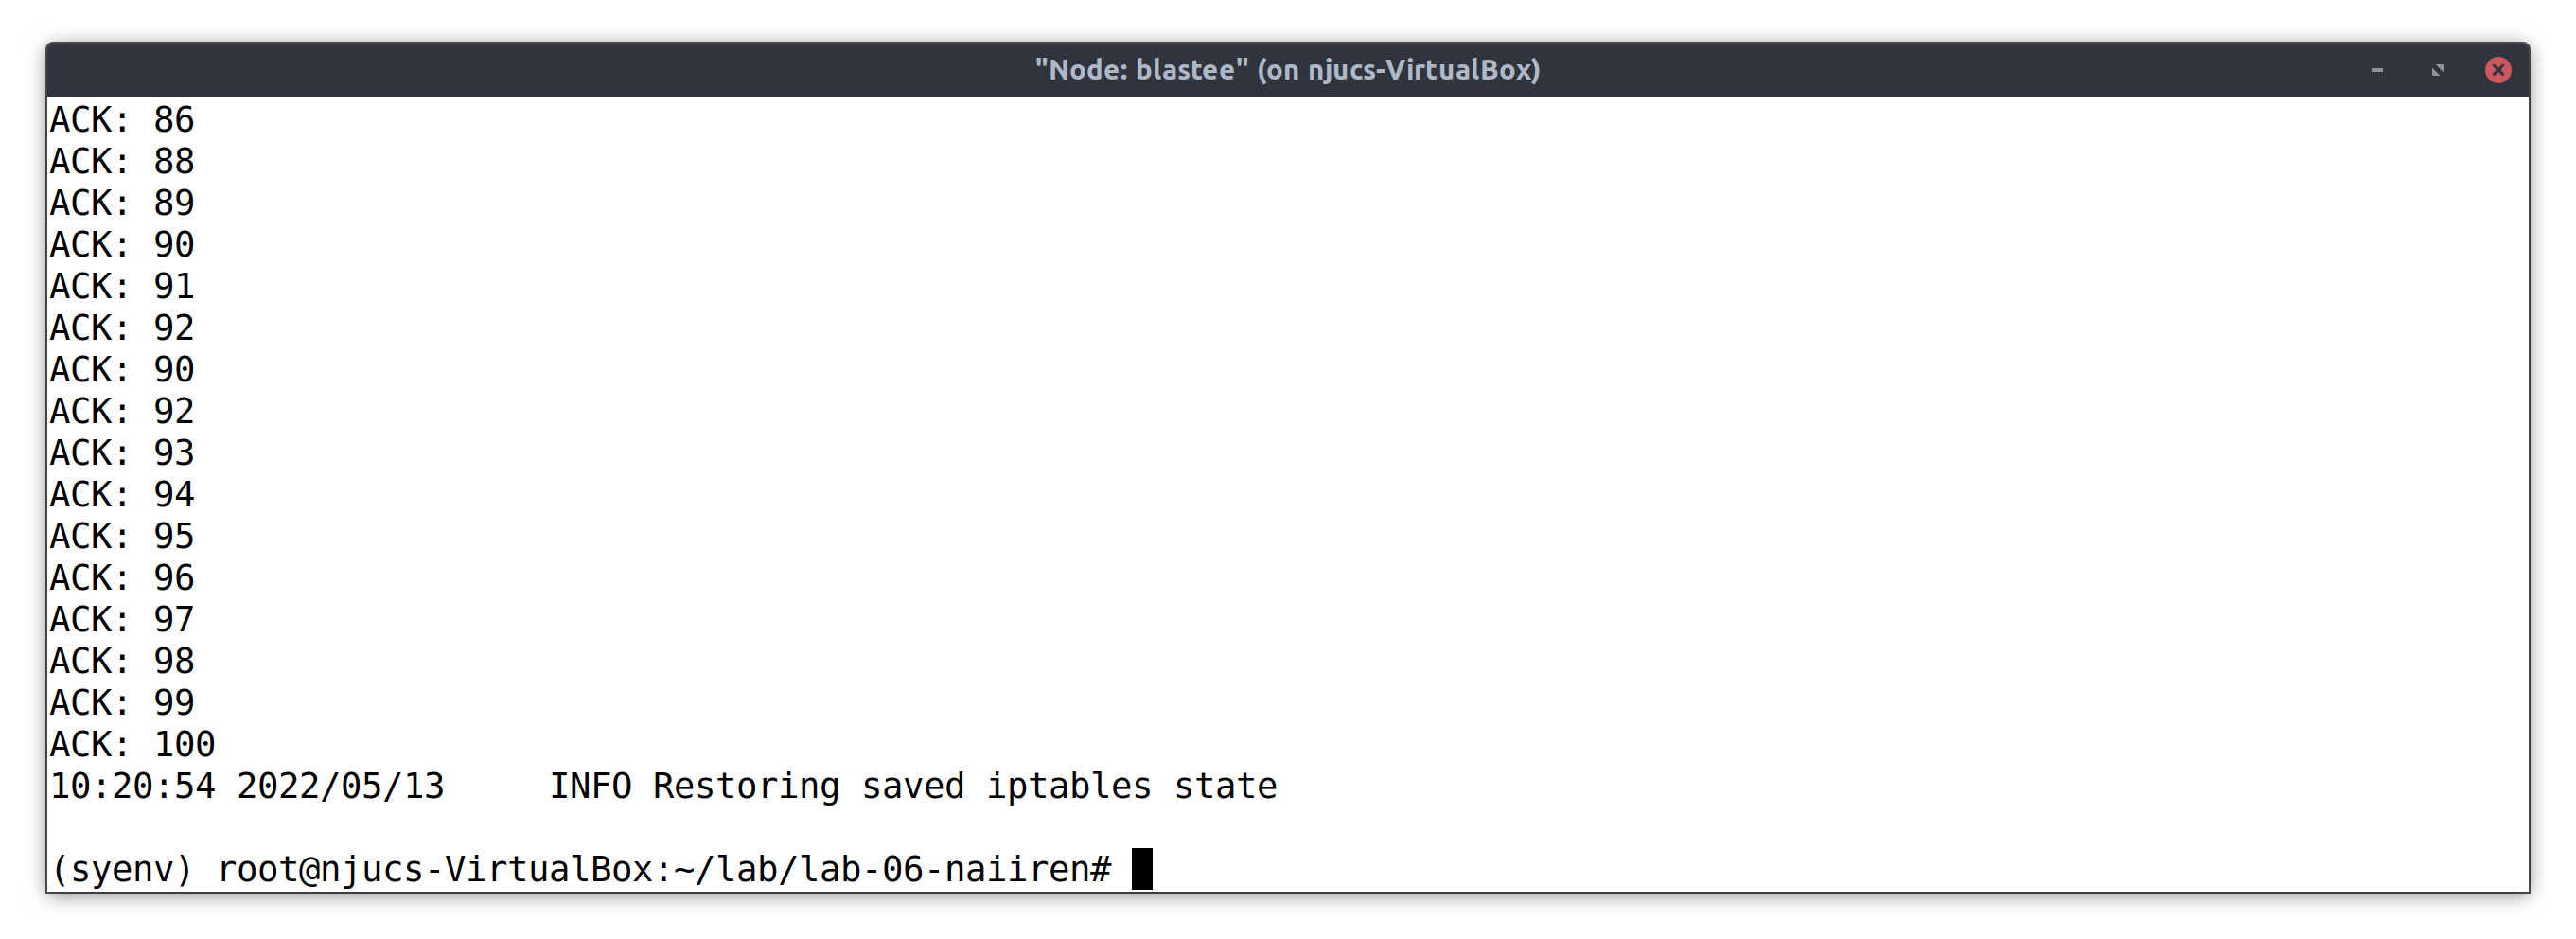 "Node: blastee" (on njucs-VirtualBox)
ACK: 86
ACK: 88
ACK: 89
ACK: 90
ACK: 91
ACK: 92
ACK: 90
ACK: 92
ACK: 93
ACK: 94
ACK: 95
ACK: 96
ACK: 97
ACK: 98
ACK: 99
ACK: 100
10:20:54 2022/05/13     INFO Restoring saved iptables state
(syenv) root@njucs-VirtualBox:~/lab/lab-06-naiiren#